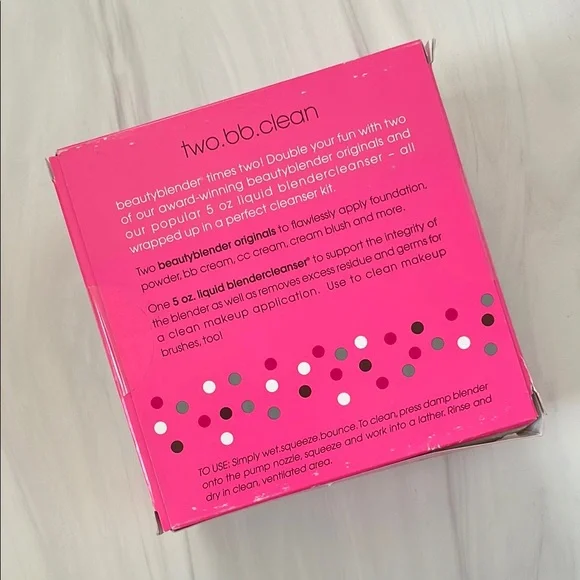 two.bb.clean
beautyblender® times two! Double your fun with two
of our award-winning beautyblender originals and
our popular 5 oz liquid blendercleanser – all
wrapped up in a perfect cleanser kit.
Two beautyblender originals to flawlessly apply foundation,
powder, bb cream, cc cream, cream blush and more.
One 5 oz. liquid blendercleanser® to support the integrity of
the blender as well as removes excess residue and germs for
a clean makeup application. Use to clean makeup
brushes, too!
TO USE: Simply wet.squeeze.bounce. To clean, press damp blender
onto the pump nozzle, squeeze and work into a lather. Rinse and
dry in clean, ventilated area.